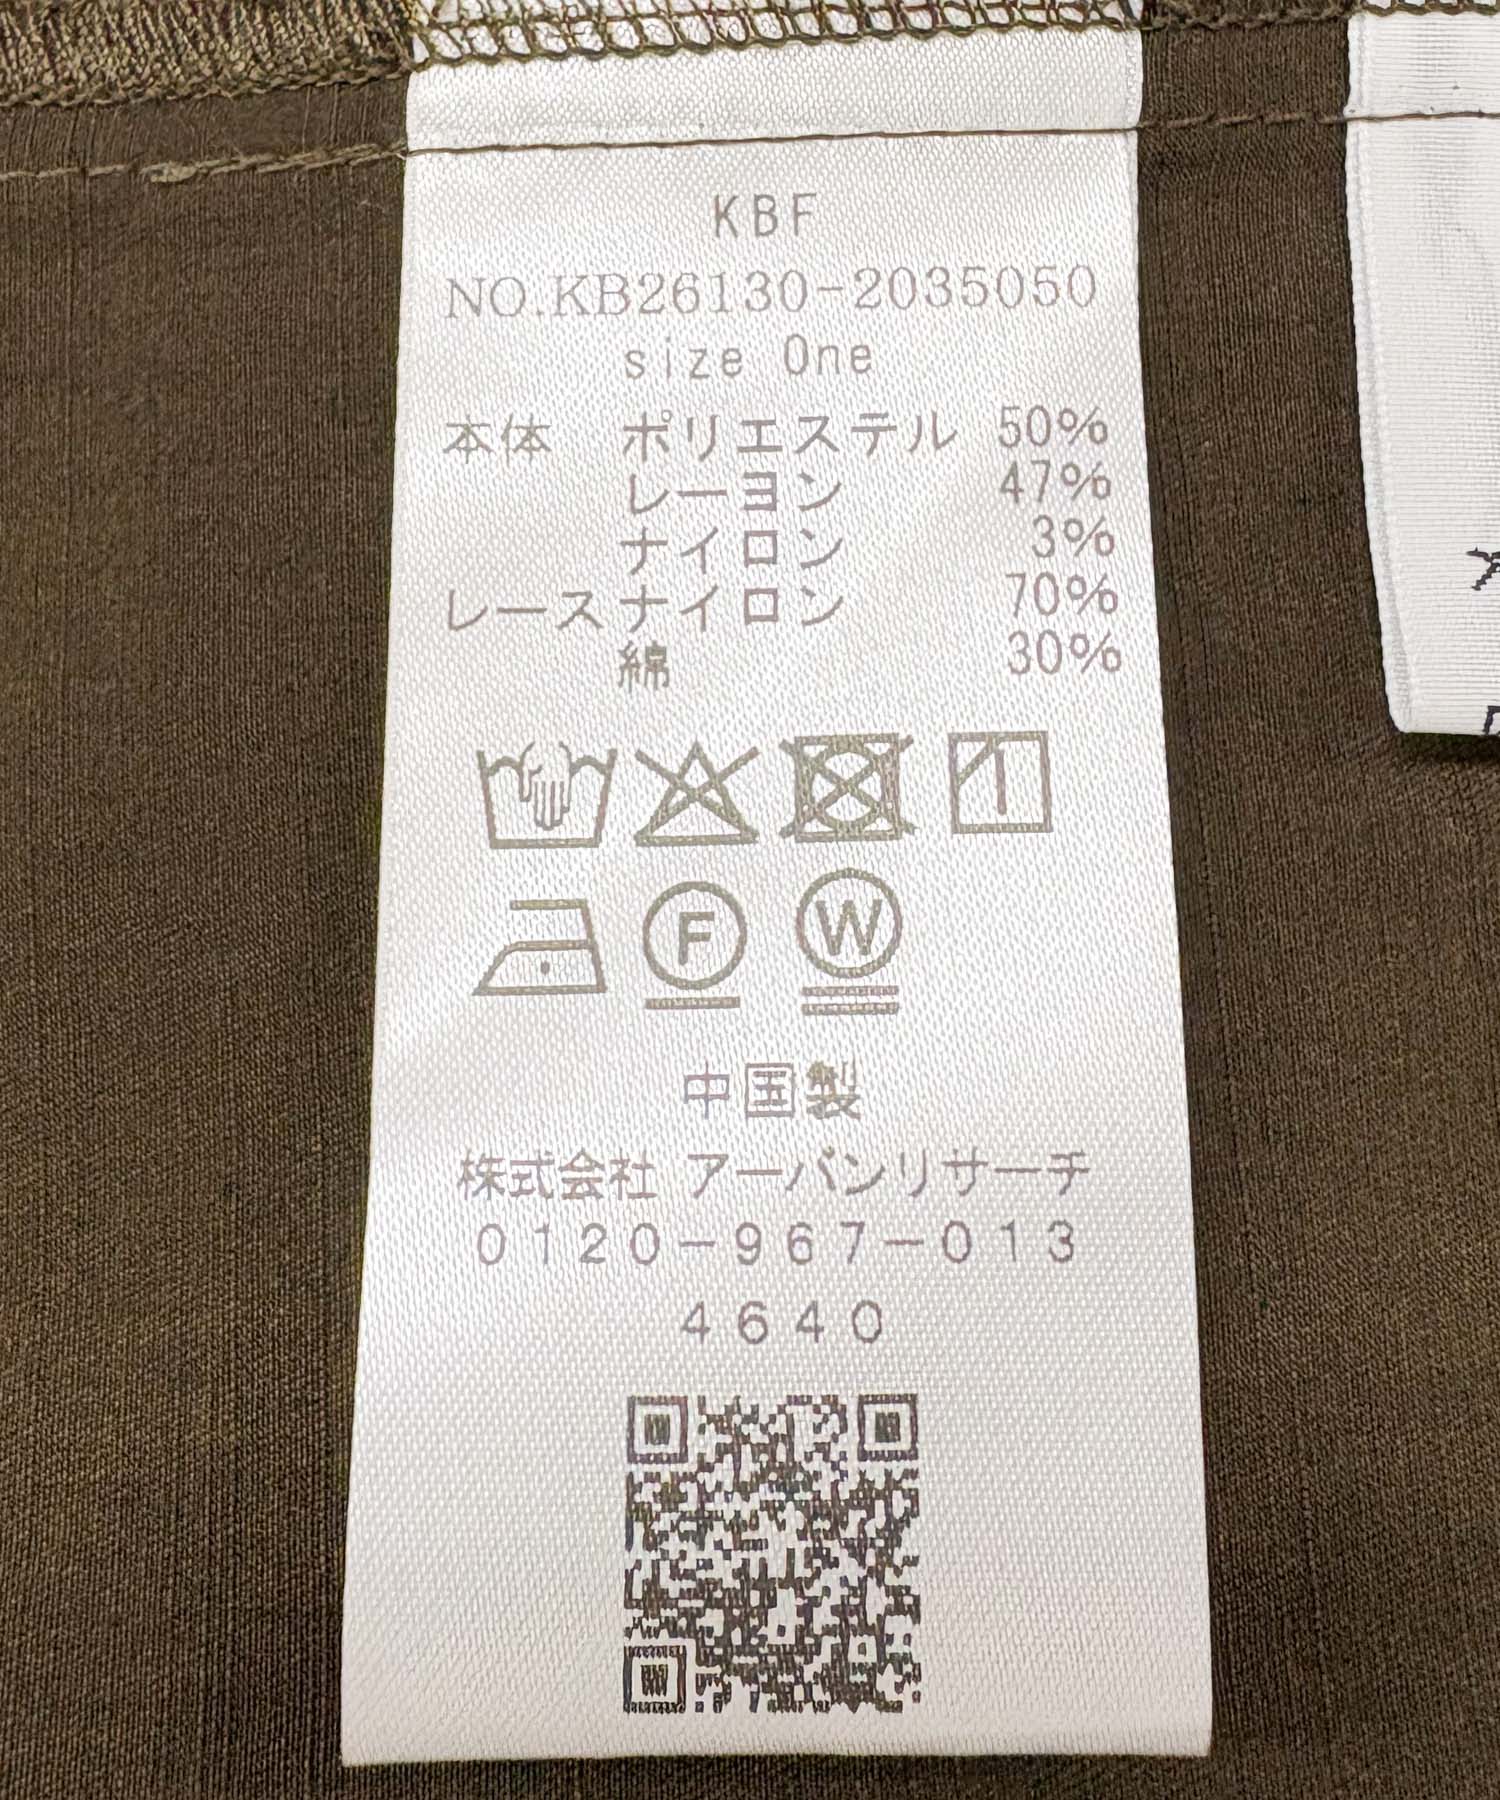 KBF
NO.KB26130-2035050
size One
本体 ポリエステル 50%
レーヨン 47%
ナイロン 3%
レース ナイロン 70%
綿 30%
F W
中国製
株式会社 アーバンリサーチ
0120-967-013
4640